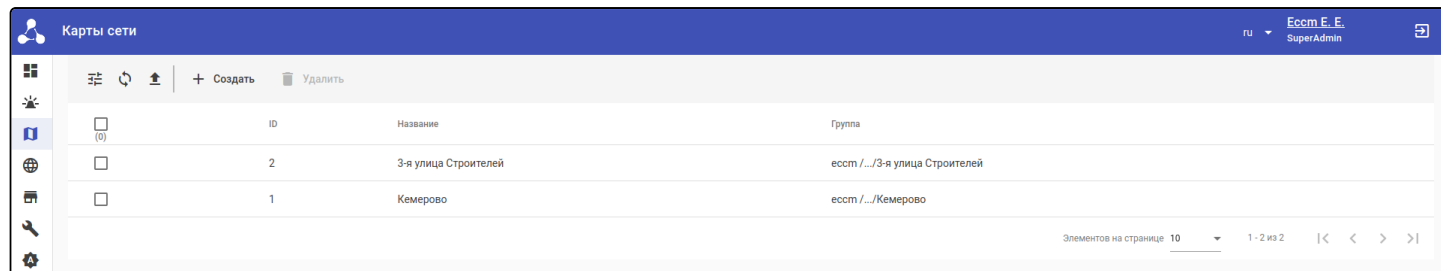 Карты сети
ru
Eccm E. E.
SuperAdmin
Создать
Удалить
(0)
ID Название Группа
2 3-я улица Строителей eccm /.../3-я улица Строителей
1 Кемерово eccm /.../Кемерово
Элементов на странице 10 1 - 2 из 2
A